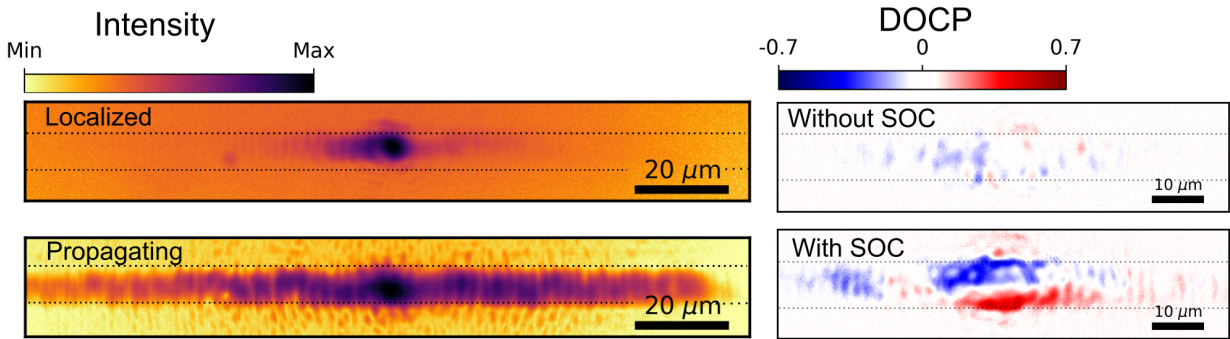 Intensity
Min Max
Localized
20 μm
Propagating
20 μm
DOCP
-0.7 0 0.7
Without SOC
10 μm
With SOC
10 μm